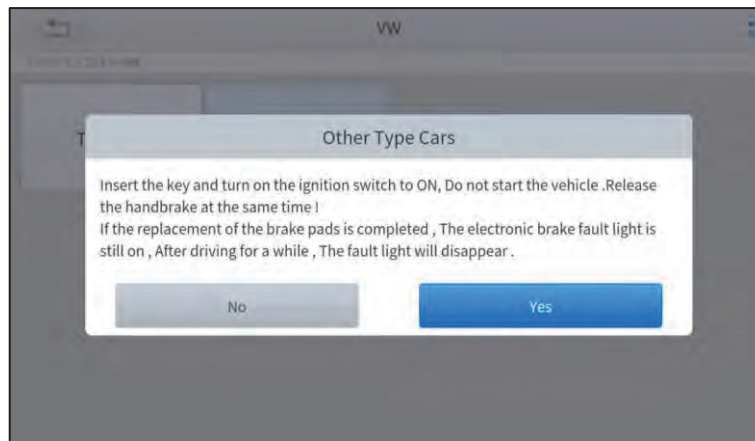 VW
T
Other Type Cars
Insert the key and turn on the ignition switch to ON, Do not start the vehicle .Release
the handbrake at the same time !
If the replacement of the brake pads is completed , The electronic brake fault light is
still on , After driving for a while , The fault light will disappear .
No
Yes